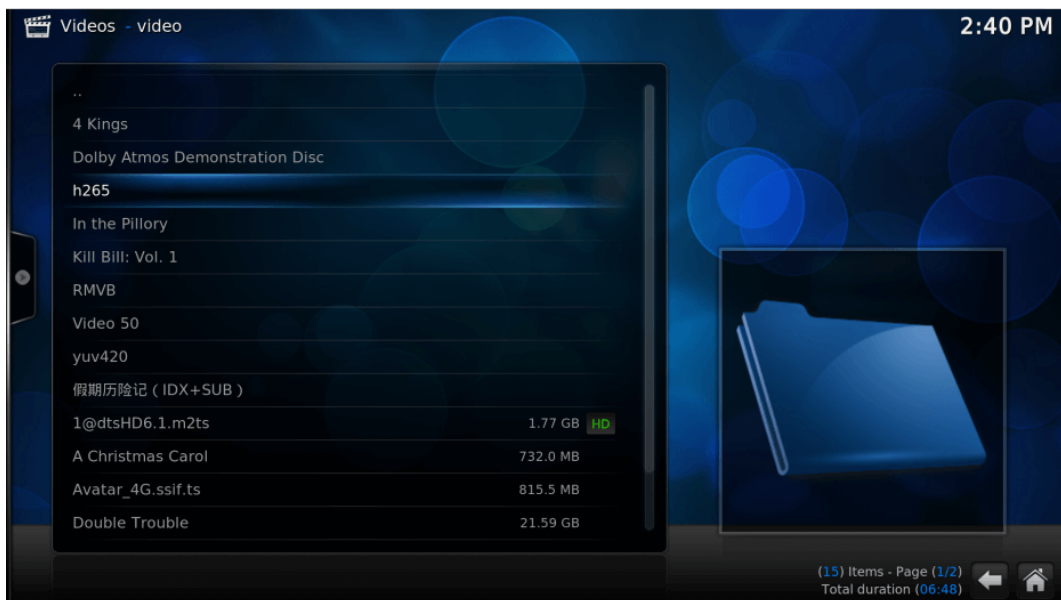 Videos - video
2:40 PM
..
4 Kings
Dolby Atmos Demonstration Disc
h265
In the Pillory
Kill Bill: Vol. 1
RMVB
Video 50
yuv420
假期历险记 ( IDX+SUB )
1@dtsHD6.1.m2ts 1.77 GB HD
A Christmas Carol 732.0 MB
Avatar_4G.ssif.ts 815.5 MB
Double Trouble 21.59 GB
(15) Items - Page (1/2)
Total duration (06:48)